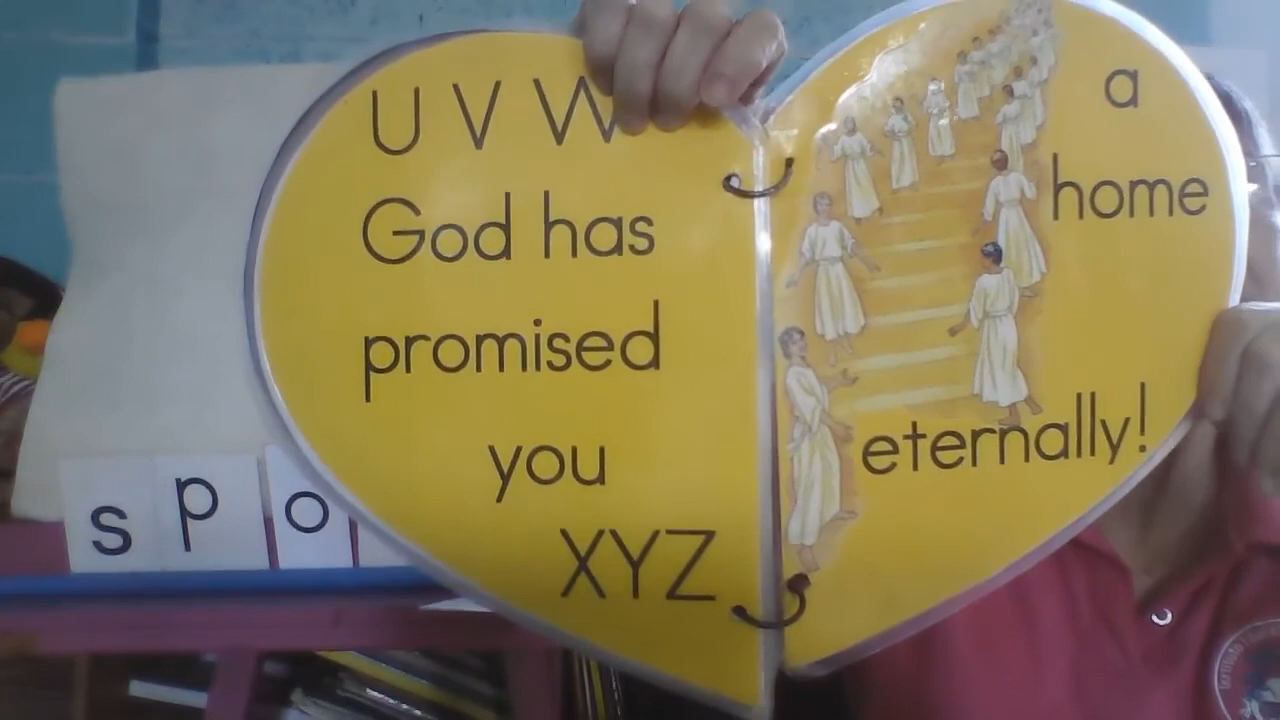 U V W
God has
promised
you
XYZ
a
home
eternally!
s p o